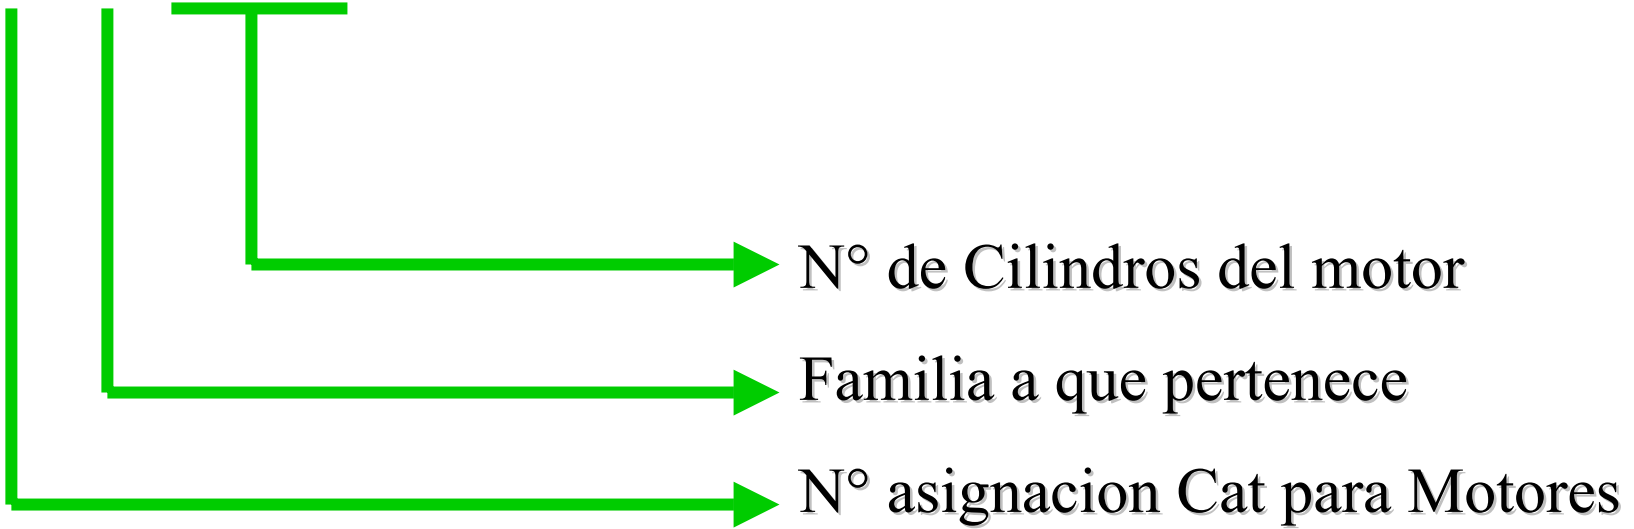 N° de Cilindros del motor
Familia a que pertenece
N° asignacion Cat para Motores